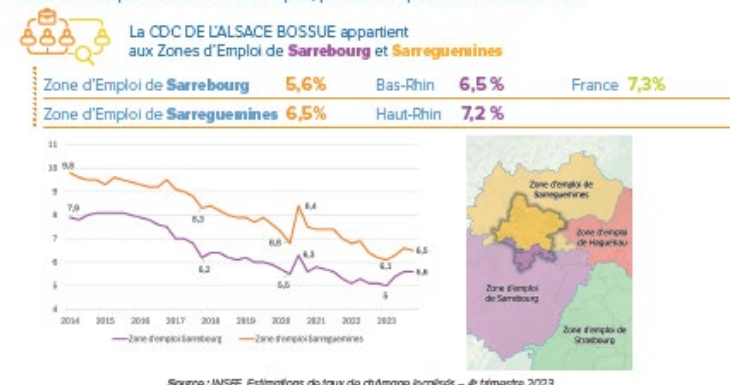 La CDC DE L'ALSACE BOSSUE appartient
aux Zones d'Emploi de Sarrebourg et Sarreguemines
Zone d'Emploi de Sarrebourg 5,6% Bas-Rhin 6,5 % France 7,3%
Zone d'Emploi de Sarreguemines 6,5% Haut-Rhin 7,2 %
11
10
9
8
7
6
5
4
9,8
7,9
8,3
6,2
6,8
5,5
8,4
6,3
6,1
5
6,5
2014 2015 2016 2017 2018 2019 2020 2021 2022 2023
Zone d'emploi Sarrebourg Zone d'emploi Sarreguemines
Zone d'emploi de
Sarreguemines
Zone d'emploi
de Haguenau
Zone d'emploi
de Sarrebourg
Zone d'emploi de
Strasbourg
Source : INSEE, Estimations de taux de chômage localisés – 4e trimestre 2023